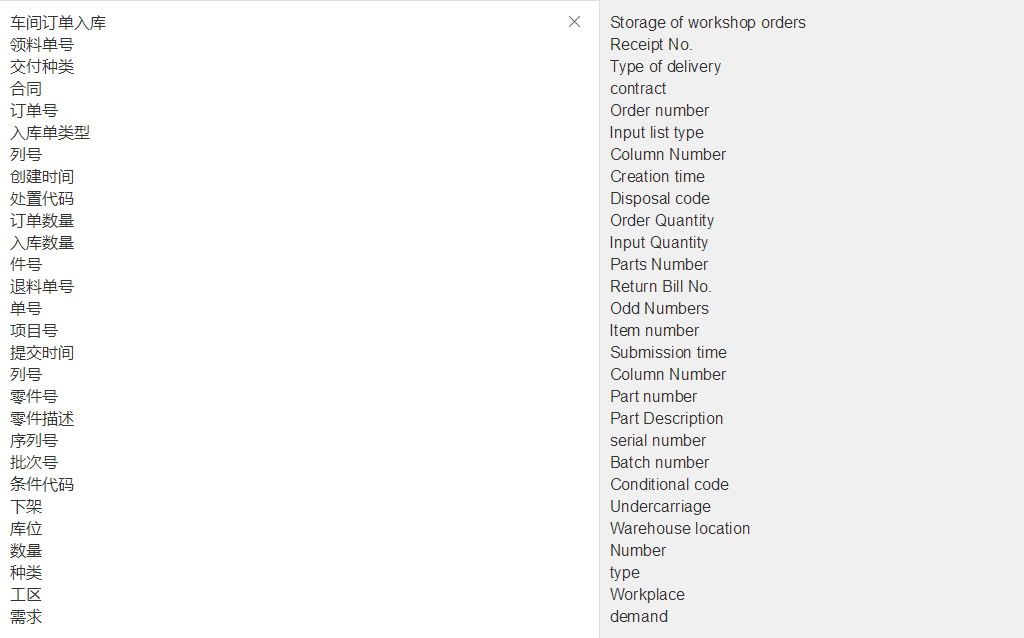 车间订单入库
领料单号
交付种类
合同
订单号
入库单类型
列号
创建时间
处置代码
订单数量
入库数量
件号
退料单号
单号
项目号
提交时间
列号
零件号
零件描述
序列号
批次号
条件代码
下架
库位
数量
种类
工区
需求
Storage of workshop orders
Receipt No.
Type of delivery
contract
Order number
Input list type
Column Number
Creation time
Disposal code
Order Quantity
Input Quantity
Parts Number
Return Bill No.
Odd Numbers
Item number
Submission time
Column Number
Part number
Part Description
serial number
Batch number
Conditional code
Undercarriage
Warehouse location
Number
type
Workplace
demand